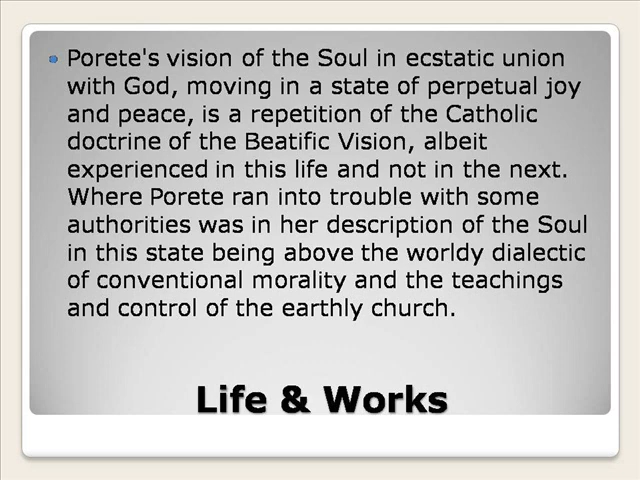 • Porete's vision of the Soul in ecstatic union
with God, moving in a state of perpetual joy
and peace, is a repetition of the Catholic
doctrine of the Beatific Vision, albeit
experienced in this life and not in the next.
Where Porete ran into trouble with some
authorities was in her description of the Soul
in this state being above the worldy dialectic
of conventional morality and the teachings
and control of the earthly church.
Life & Works